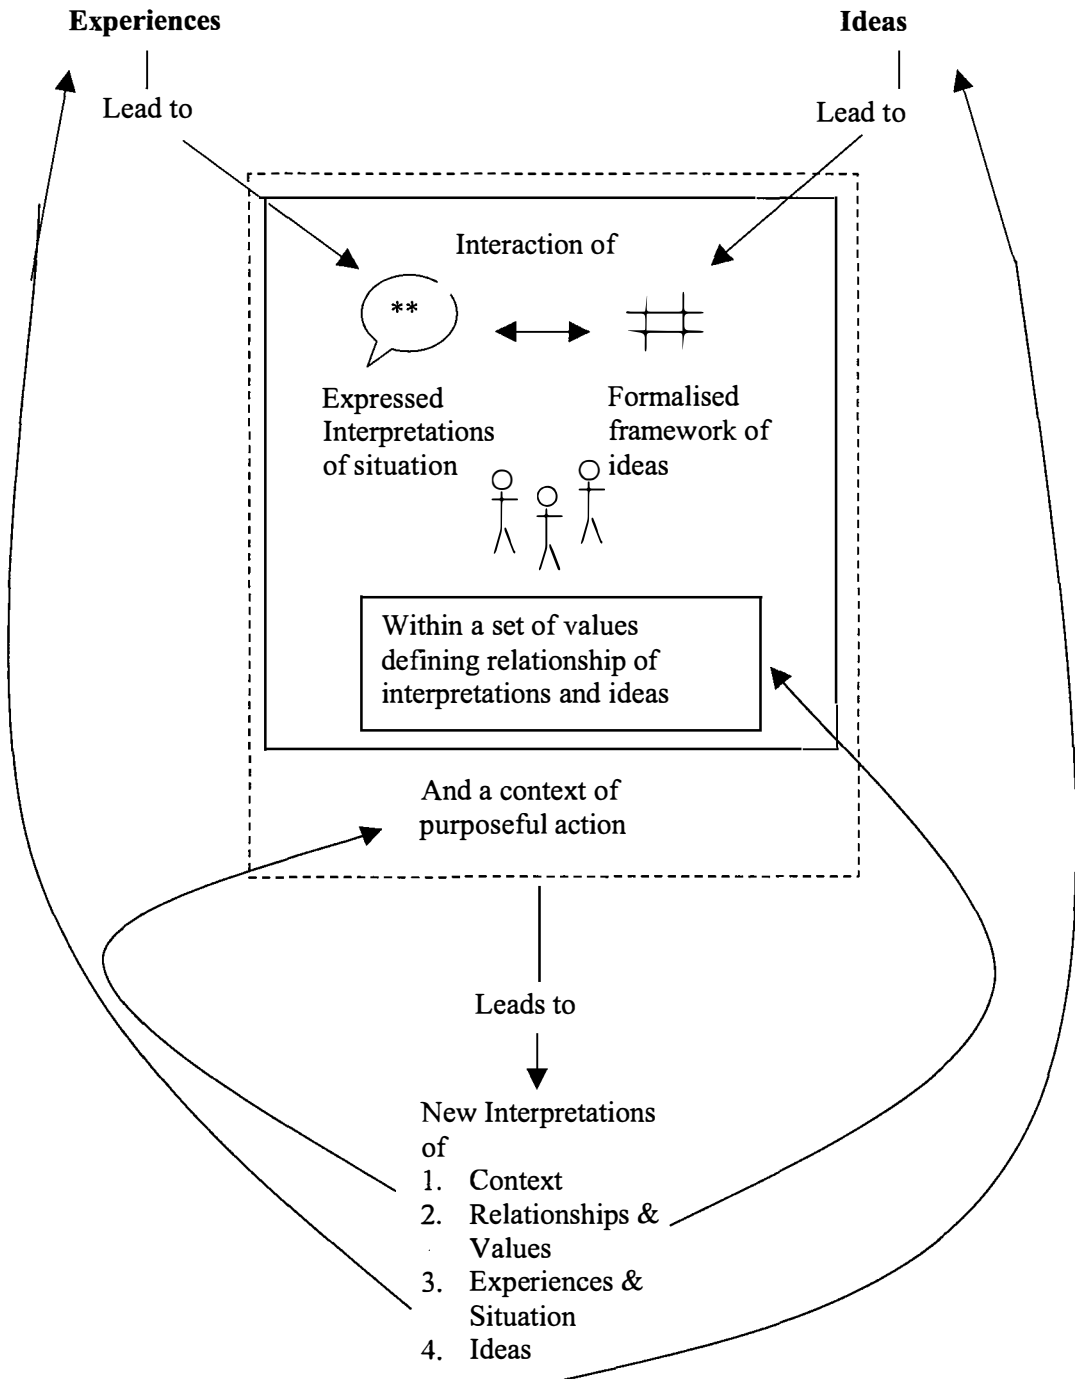 Experiences
Ideas
Lead to
Lead to
Interaction of
**
Expressed
Interpretations
of situation
Formalised
framework of
ideas
Within a set of values
defining relationship of
interpretations and ideas
And a context of
purposeful action
Leads to
New Interpretations
of
1. Context
2. Relationships &
Values
3. Experiences &
Situation
4. Ideas